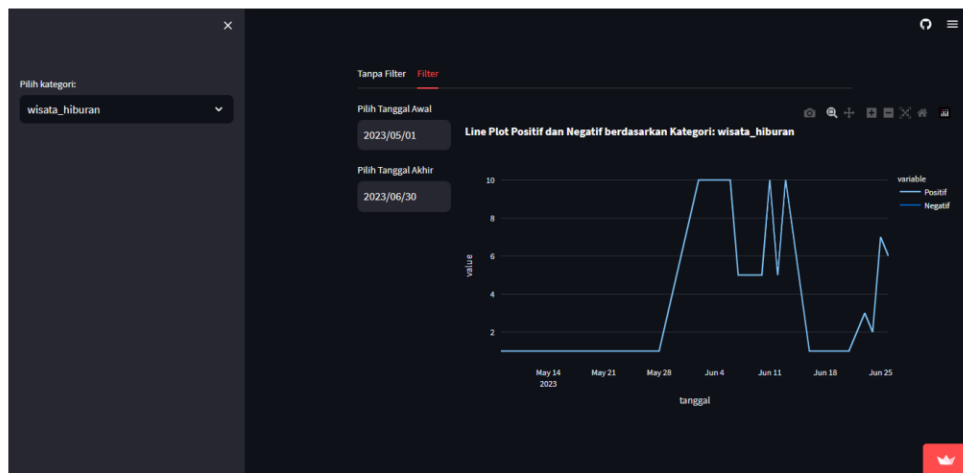 Pilih kategori:
wisata_hiburan
Tanpa Filter Filter
Pilih Tanggal Awal
2023/05/01
Pilih Tanggal Akhir
2023/06/30
Line Plot Positif dan Negatif berdasarkan Kategori: wisata_hiburan
variable
Positif
Negatif
value
10
8
6
4
2
May 14 May 21 May 28 Jun 4 Jun 11 Jun 18 Jun 25
2023
tanggal